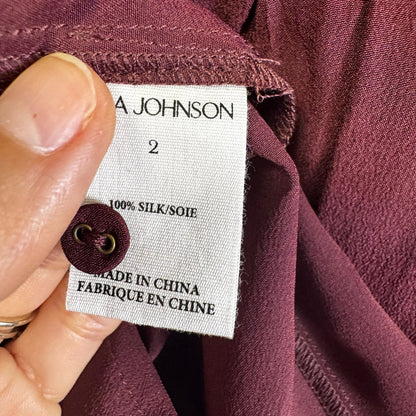 A JOHNSON
2
100% SILK/SOIE
MADE IN CHINA
FABRIQUE EN CHINE